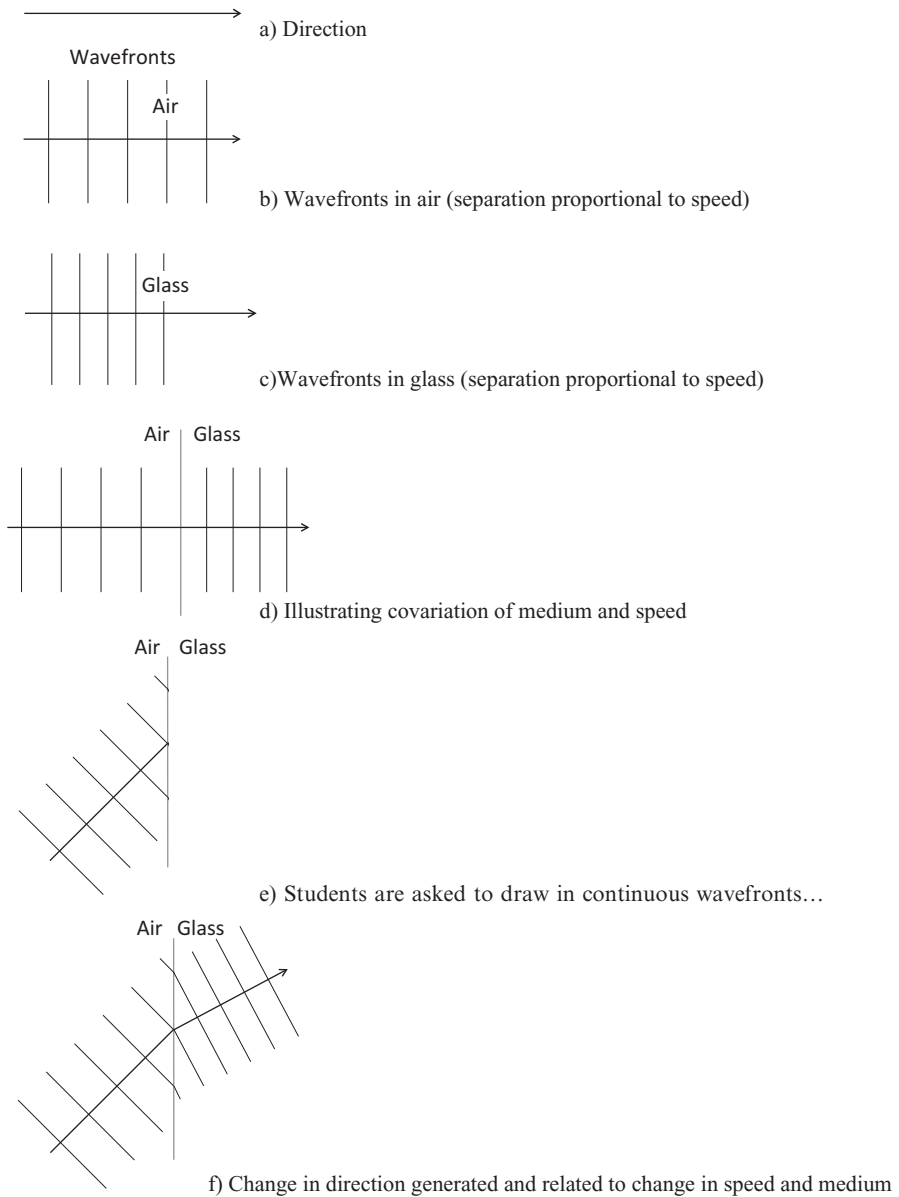 a) Direction
Wavefronts
Air
b) Wavefronts in air (separation proportional to speed)
Glass
c)Wavefronts in glass (separation proportional to speed)
Air Glass
d) Illustrating covariation of medium and speed
Air Glass
e) Students are asked to draw in continuous wavefronts…
Air Glass
f) Change in direction generated and related to change in speed and medium